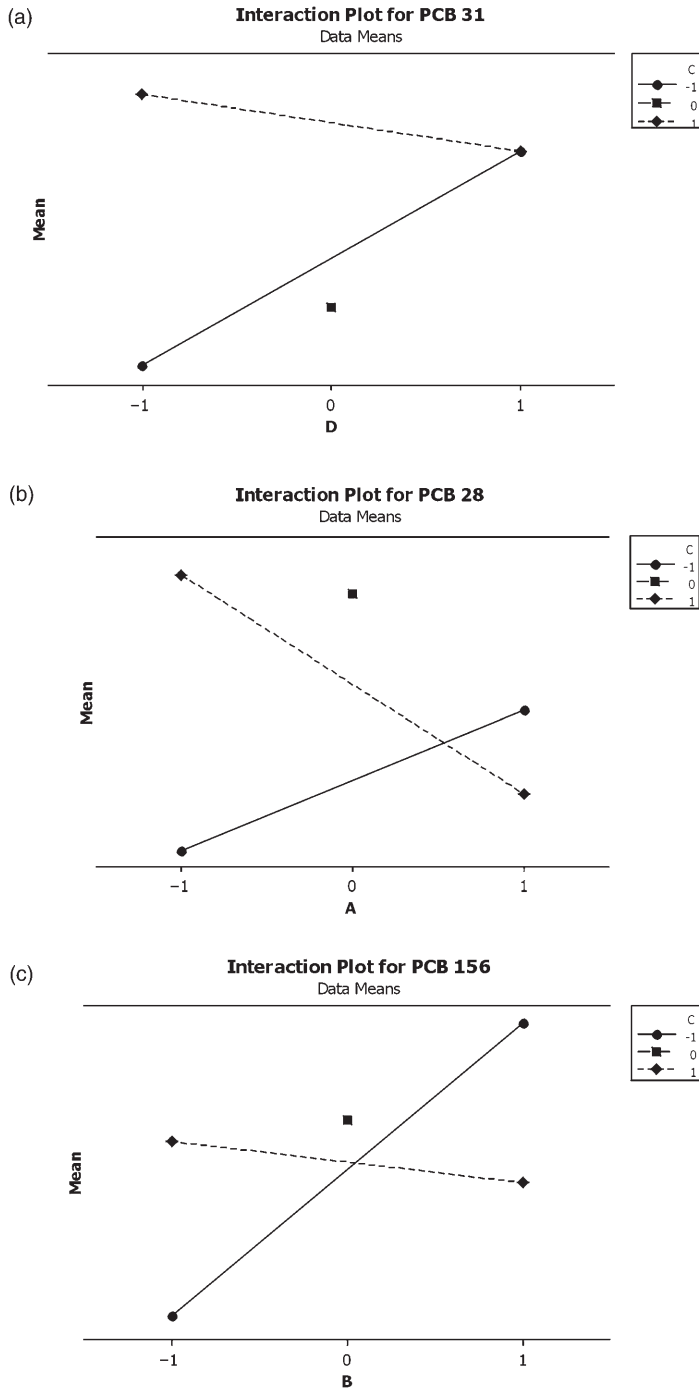 (a)
Interaction Plot for PCB 31
Data Means
C
-1
0
1
Mean
−1 0 1
D
(b)
Interaction Plot for PCB 28
Data Means
C
-1
0
1
Mean
−1 0 1
A
(c)
Interaction Plot for PCB 156
Data Means
C
-1
0
1
Mean
−1 0 1
B